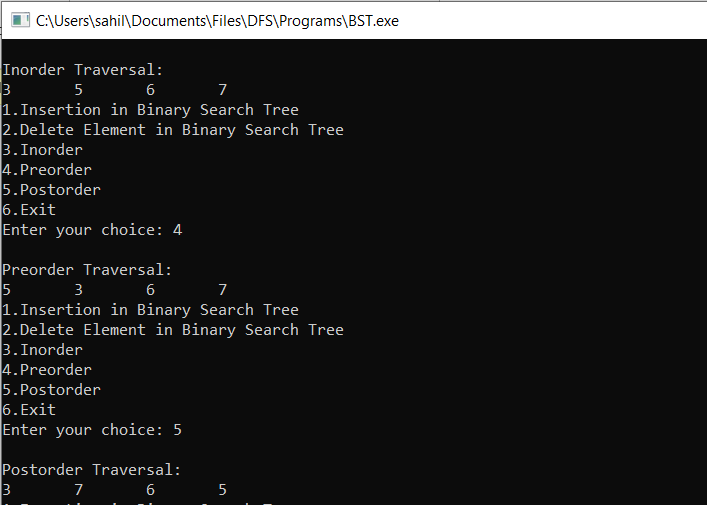 C:\Users\sahil\Documents\Files\DFS\Programs\BST.exe
Inorder Traversal:
3 5 6 7
1.Insertion in Binary Search Tree
2.Delete Element in Binary Search Tree
3.Inorder
4.Preorder
5.Postorder
6.Exit
Enter your choice: 4
Preorder Traversal:
5 3 6 7
1.Insertion in Binary Search Tree
2.Delete Element in Binary Search Tree
3.Inorder
4.Preorder
5.Postorder
6.Exit
Enter your choice: 5
Postorder Traversal:
3 7 6 5